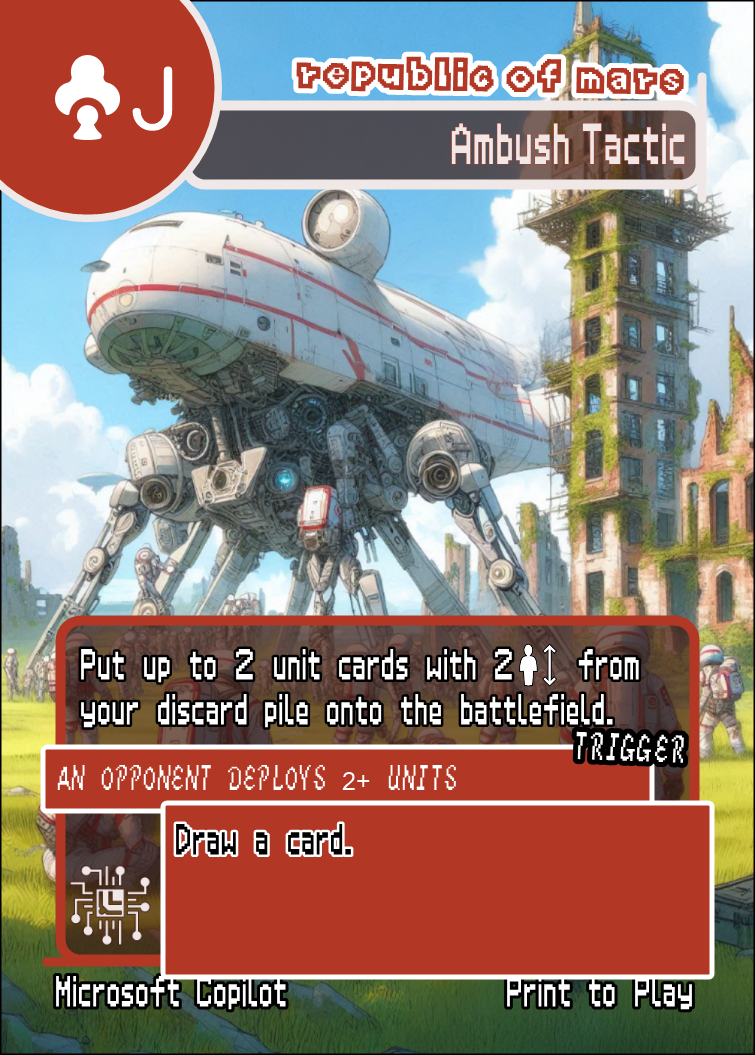 J
republic of mars
Ambush Tactic
Put up to 2 unit cards with 2 from
your discard pile onto the battlefield.
TRIGGER
AN OPPONENT DEPLOYS 2+ UNITS
Draw a card.
Microsoft Copilot
Print to Play